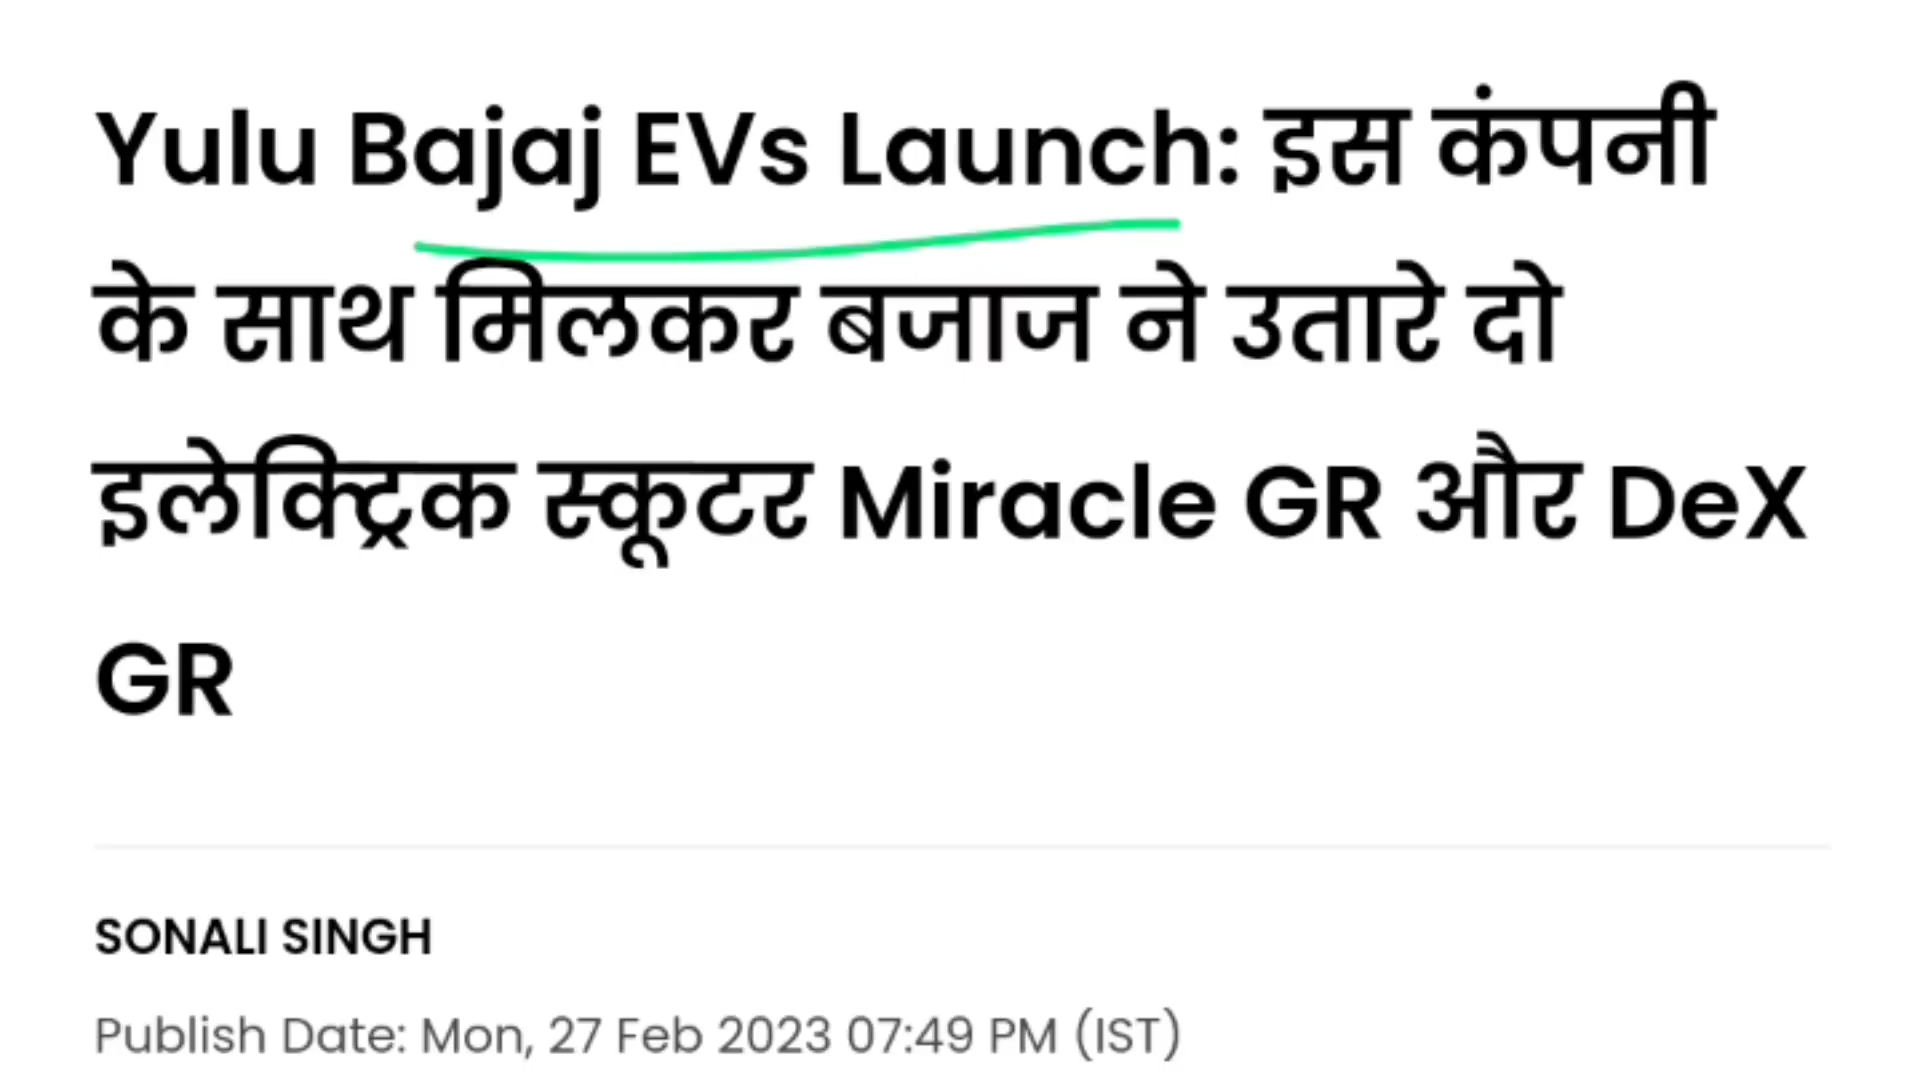 Yulu Bajaj EVs Launch: इस कंपनी
के साथ मिलकर बजाज ने उतारे दो
इलेक्ट्रिक स्कूटर Miracle GR और DeX
GR
SONALI SINGH
Publish Date: Mon, 27 Feb 2023 07:49 PM (IST)